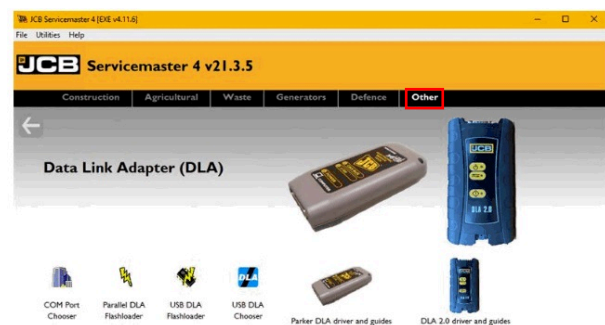 JCB Servicemaster 4 [EXE v4.11.6]
File Utilities Help
JCB Servicemaster 4 v21.3.5
Construction Agricultural Waste Generators Defence Other
Data Link Adapter (DLA)
JCB
DLA 2.0
DLA
COM Port Chooser
Parallel DLA Flashloader
USB DLA Flashloader
USB DLA Chooser
Parker DLA driver and guides
DLA 2.0 driver and guides